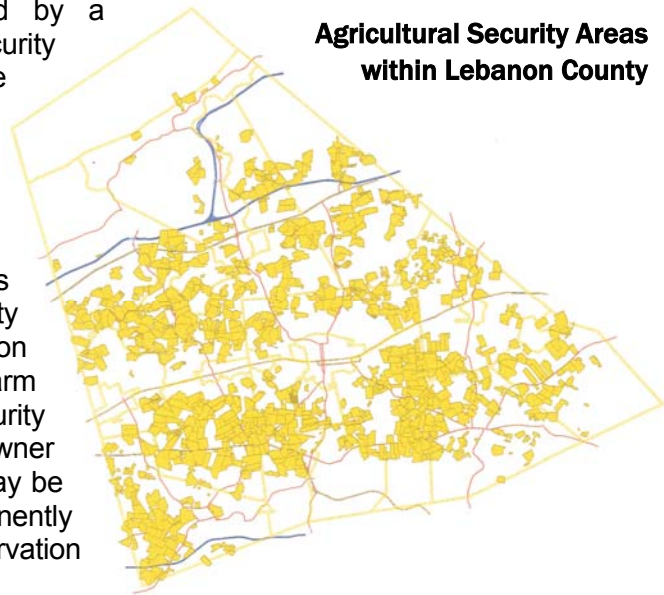 d by a
curity
e
Agricultural Security Areas
within Lebanon County
s
ty
on
arm
urity
wner
ay be
nently
rvation